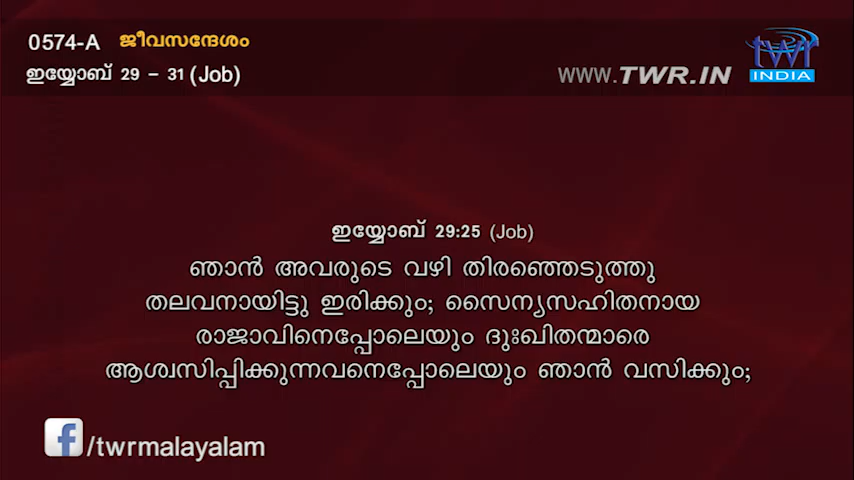 0574-A ജീവസന്ദേശം
ഇയ്യോബ് 29 – 31 (Job)
WWW.TWR.IN
twr
INDIA
ഇയ്യോബ് 29:25 (Job)
ഞാൻ അവരുടെ വഴി തിരഞ്ഞെടുത്തു
തലവനായിട്ടു ഇരിക്കും; സൈന്യസഹിതനായ
രാജാവിനെപ്പോലെയും ദുഃഖിതന്മാരെ
ആശ്വസിപ്പിക്കുന്നവനെപ്പോലെയും ഞാൻ വസിക്കും;
f/twrmalayalam